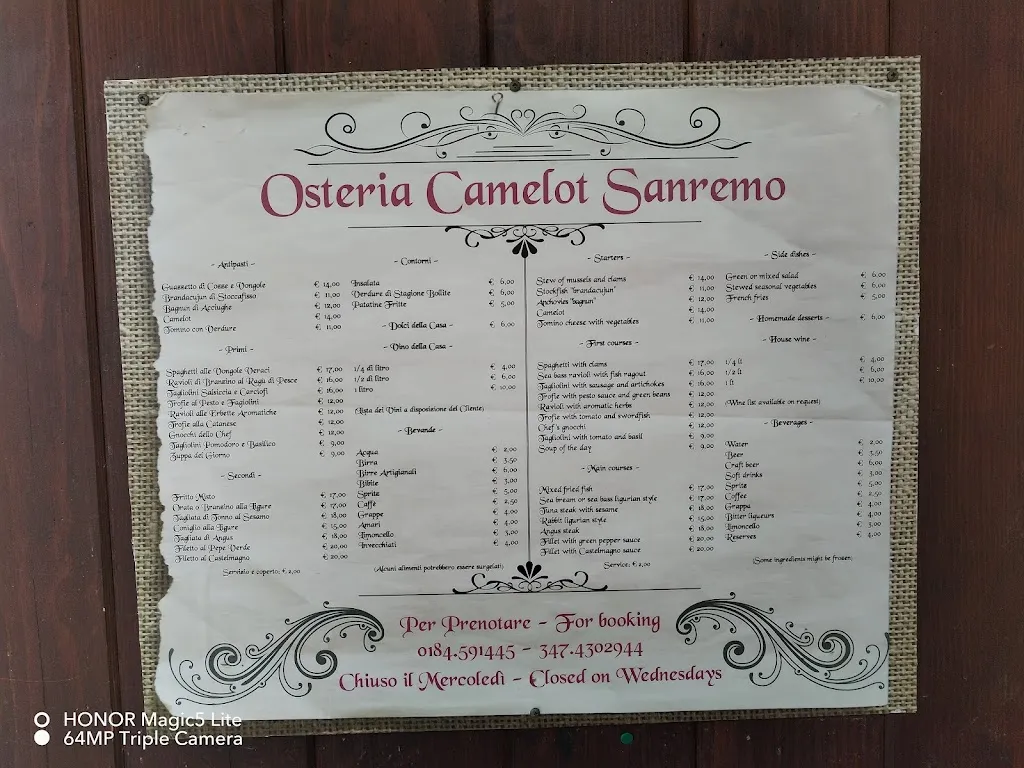 Osteria Camelot Sanremo
- Antipasti -
Guazzetto di Cozze e Vongole € 14,00
Brandacujun di Stoccafisso € 11,00
Bagnun di Acciughe € 12,00
Camelot € 14,00
Tomino con Verdure € 11,00
- Primi -
Spaghetti alle Vongole Veraci € 17,00
Ravioli di Branzino al Ragù di Pesce € 16,00
Tagliolini Salsiccia e Carciofi € 16,00
Trofie al Pesto e Fagiolini € 12,00
Ravioli alle Erbette Aromatiche € 12,00
Trofie alla Catanese € 12,00
Gnocchi dello Chef € 12,00
Tagliolini Pomodoro e Basilico € 9,00
Zuppa del Giorno € 9,00
- Secondi -
Fritto Misto € 17,00
Orata o Branzino alla Ligure € 17,00
Tagliata di Tonno al Sesamo € 18,00
Coniglio alla Ligure € 15,00
Tagliata di Angus € 18,00
Filetto al Pepe Verde € 20,00
Filetto al Castelmagno € 20,00
Servizio e coperto: € 2,00
- Contorni -
Insalata € 6,00
Verdure di Stagione Bollite € 6,00
Patatine Fritte € 5,00
- Dolci della Casa - € 6,00
- Vino della Casa -
1/4 di litro € 4,00
1/2 di litro € 6,00
1 litro € 10,00
(Lista dei Vini a disposizione del Cliente)
- Bevande -
Acqua € 2,00
Birra € 3,50
Birre Artigianali € 6,00
Bibite € 3,00
Spritz € 5,00
Caffè € 2,50
Grappe € 4,00
Amari € 4,00
Limoncello € 3,00
Invecchiati € 4,00
(Alcuni alimenti potrebbero essere surgelati)
- Starters -
Stew of mussels and clams € 14,00
Stockfish "brandacujun" € 11,00
Anchovies "bagnun" € 12,00
Camelot € 14,00
Tomino cheese with vegetables € 11,00
- First courses -
Spaghetti with clams € 17,00
Sea bass ravioli with fish ragout € 16,00
Tagliolini with sausage and artichokes € 16,00
Trofie with pesto sauce and green beans € 12,00
Ravioli with aromatic herbs € 12,00
Trofie with tomato and swordfish € 12,00
Chef's gnocchi € 12,00
Tagliolini with tomato and basil € 9,00
Soup of the day € 9,00
- Main courses -
Mixed fried fish € 17,00
Sea bream or sea bass ligurian style € 17,00
Tuna steak with sesame € 18,00
Rabbit ligurian style € 15,00
Angus steak € 18,00
Fillet with green pepper sauce € 20,00
Fillet with Castelmagno sauce € 20,00
Service: € 2,00
- Side dishes -
Green or mixed salad € 6,00
Stewed seasonal vegetables € 6,00
French fries € 5,00
- Homemade desserts - € 6,00
- House wine -
1/4 lt € 4,00
1/2 lt € 6,00
1 lt € 10,00
(Wine list available on request)
- Beverages -
Water € 2,00
Beer € 3,50
Craft beer € 6,00
Soft drinks € 3,00
Spritz € 5,00
Coffee € 2,50
Grappa € 4,00
Bitter liqueurs € 4,00
Limoncello € 3,00
Reserves € 4,00
(Some ingredients might be frozen)
Per Prenotare - For booking
0184.591445 - 347.4302944
Chiuso il Mercoledì - Closed on Wednesdays
HONOR Magic5 Lite
64MP Triple Camera